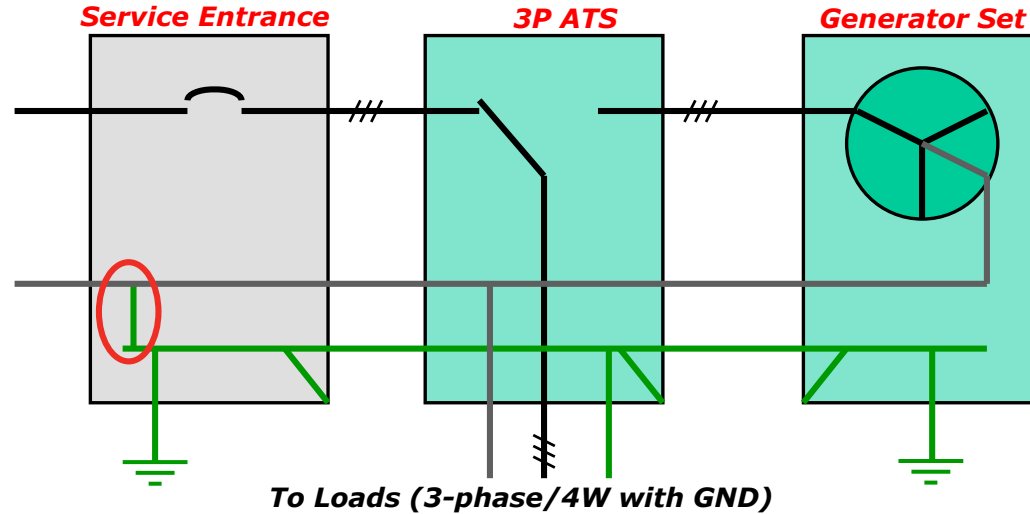 Service Entrance
3P ATS
Generator Set
To Loads (3-phase/4W with GND)